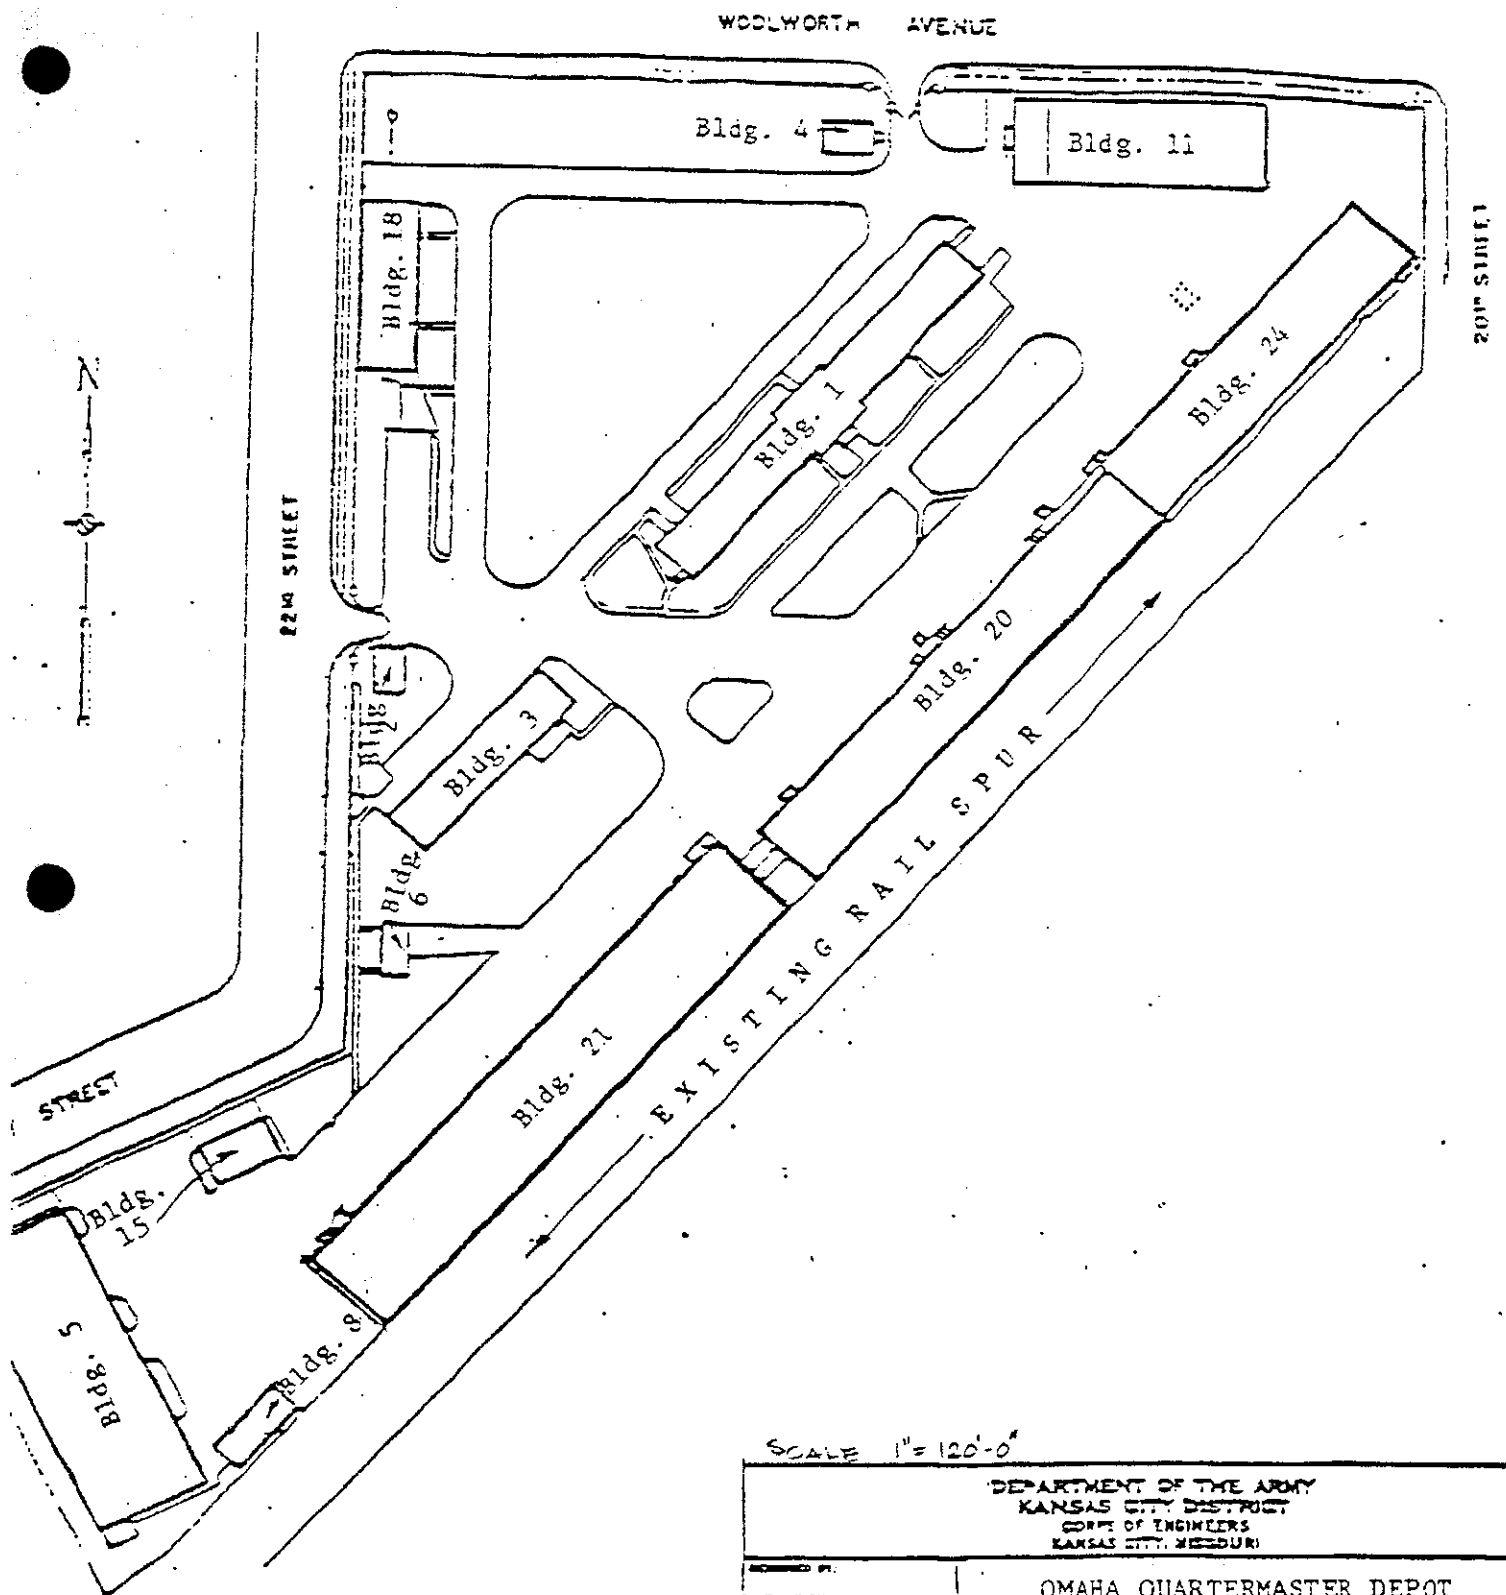 WOOLWORTH AVENUE
Bldg. 4
Bldg. 11
20TH STREET
Bldg. 18
Bldg. 24
Bldg. 1
N
22ND STREET
Bldg. 20
Bldg 2
Bldg. 3
Bldg 6
EXISTING RAIL SPUR
Bldg. 21
STREET
Bldg. 15
Bldg. 5
Bldg. 8
SCALE 1"=120'-0"
DEPARTMENT OF THE ARMY
KANSAS CITY DISTRICT
CORPS OF ENGINEERS
KANSAS CITY, MISSOURI
OMAHA QUARTERMASTER DEPOT